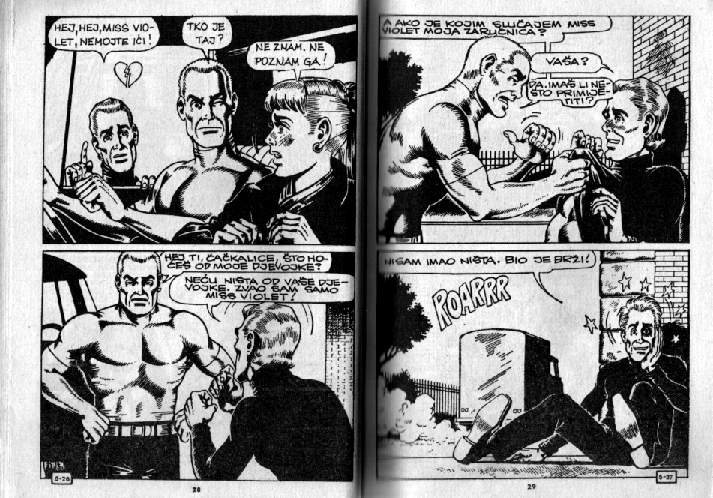 HEJ, HEJ, MISS VIO-
LET, NEMOJTE IĆI!
TKO JE
TAJ?
NE ZNAM. NE
POZNAM GA!
HEJ, TI, ČAČKALICE, ŠTO HO-
ĆEŠ OD MOJE DJEVOJKE?
NEĆU NIŠTA OD VAŠE DJE-
VOJKE. ZVAO SAM SAMO
MISS VIOLET!
5-26
28
A AKO JE KOJIM SLUČAJEM MISS
VIOLET MOJA ZARUČNICA?
VAŠA?
DA. IMAŠ LI NE-
ŠTO PRIMIJE-
TITI?
NISAM IMAO NIŠTA. BIO JE BRŽI!
ROARRR
5-27
29